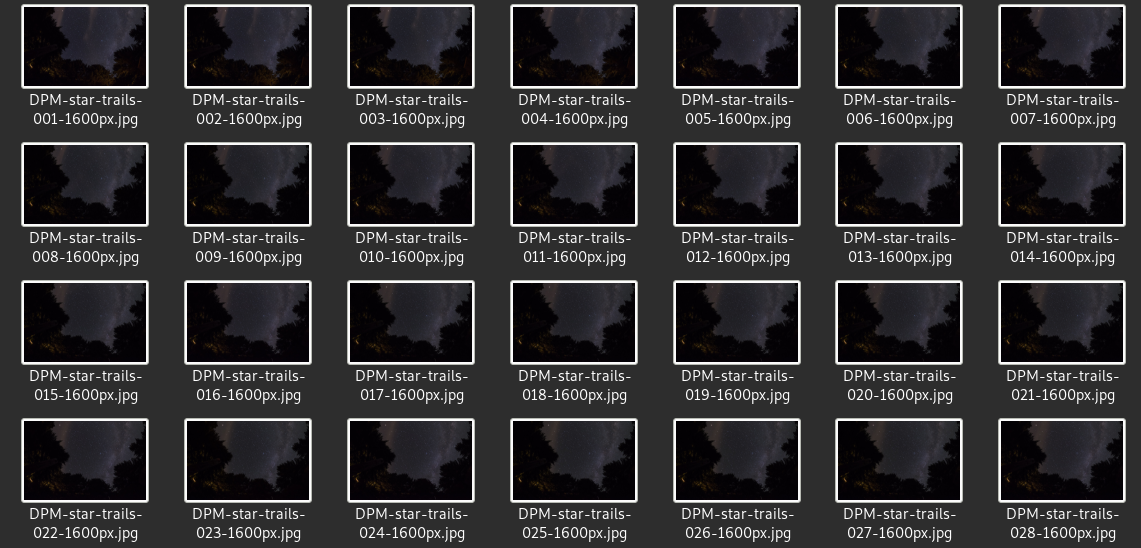 DPM-star-trails- DPM-star-trails- DPM-star-trails- DPM-star-trails- DPM-star-trails- DPM-star-trails- DPM-star-trails-
001-1600px.jpg 002-1600px.jpg 003-1600px.jpg 004-1600px.jpg 005-1600px.jpg 006-1600px.jpg 007-1600px.jpg
DPM-star-trails- DPM-star-trails- DPM-star-trails- DPM-star-trails- DPM-star-trails- DPM-star-trails- DPM-star-trails-
008-1600px.jpg 009-1600px.jpg 010-1600px.jpg 011-1600px.jpg 012-1600px.jpg 013-1600px.jpg 014-1600px.jpg
DPM-star-trails- DPM-star-trails- DPM-star-trails- DPM-star-trails- DPM-star-trails- DPM-star-trails- DPM-star-trails-
015-1600px.jpg 016-1600px.jpg 017-1600px.jpg 018-1600px.jpg 019-1600px.jpg 020-1600px.jpg 021-1600px.jpg
DPM-star-trails- DPM-star-trails- DPM-star-trails- DPM-star-trails- DPM-star-trails- DPM-star-trails- DPM-star-trails-
022-1600px.jpg 023-1600px.jpg 024-1600px.jpg 025-1600px.jpg 026-1600px.jpg 027-1600px.jpg 028-1600px.jpg